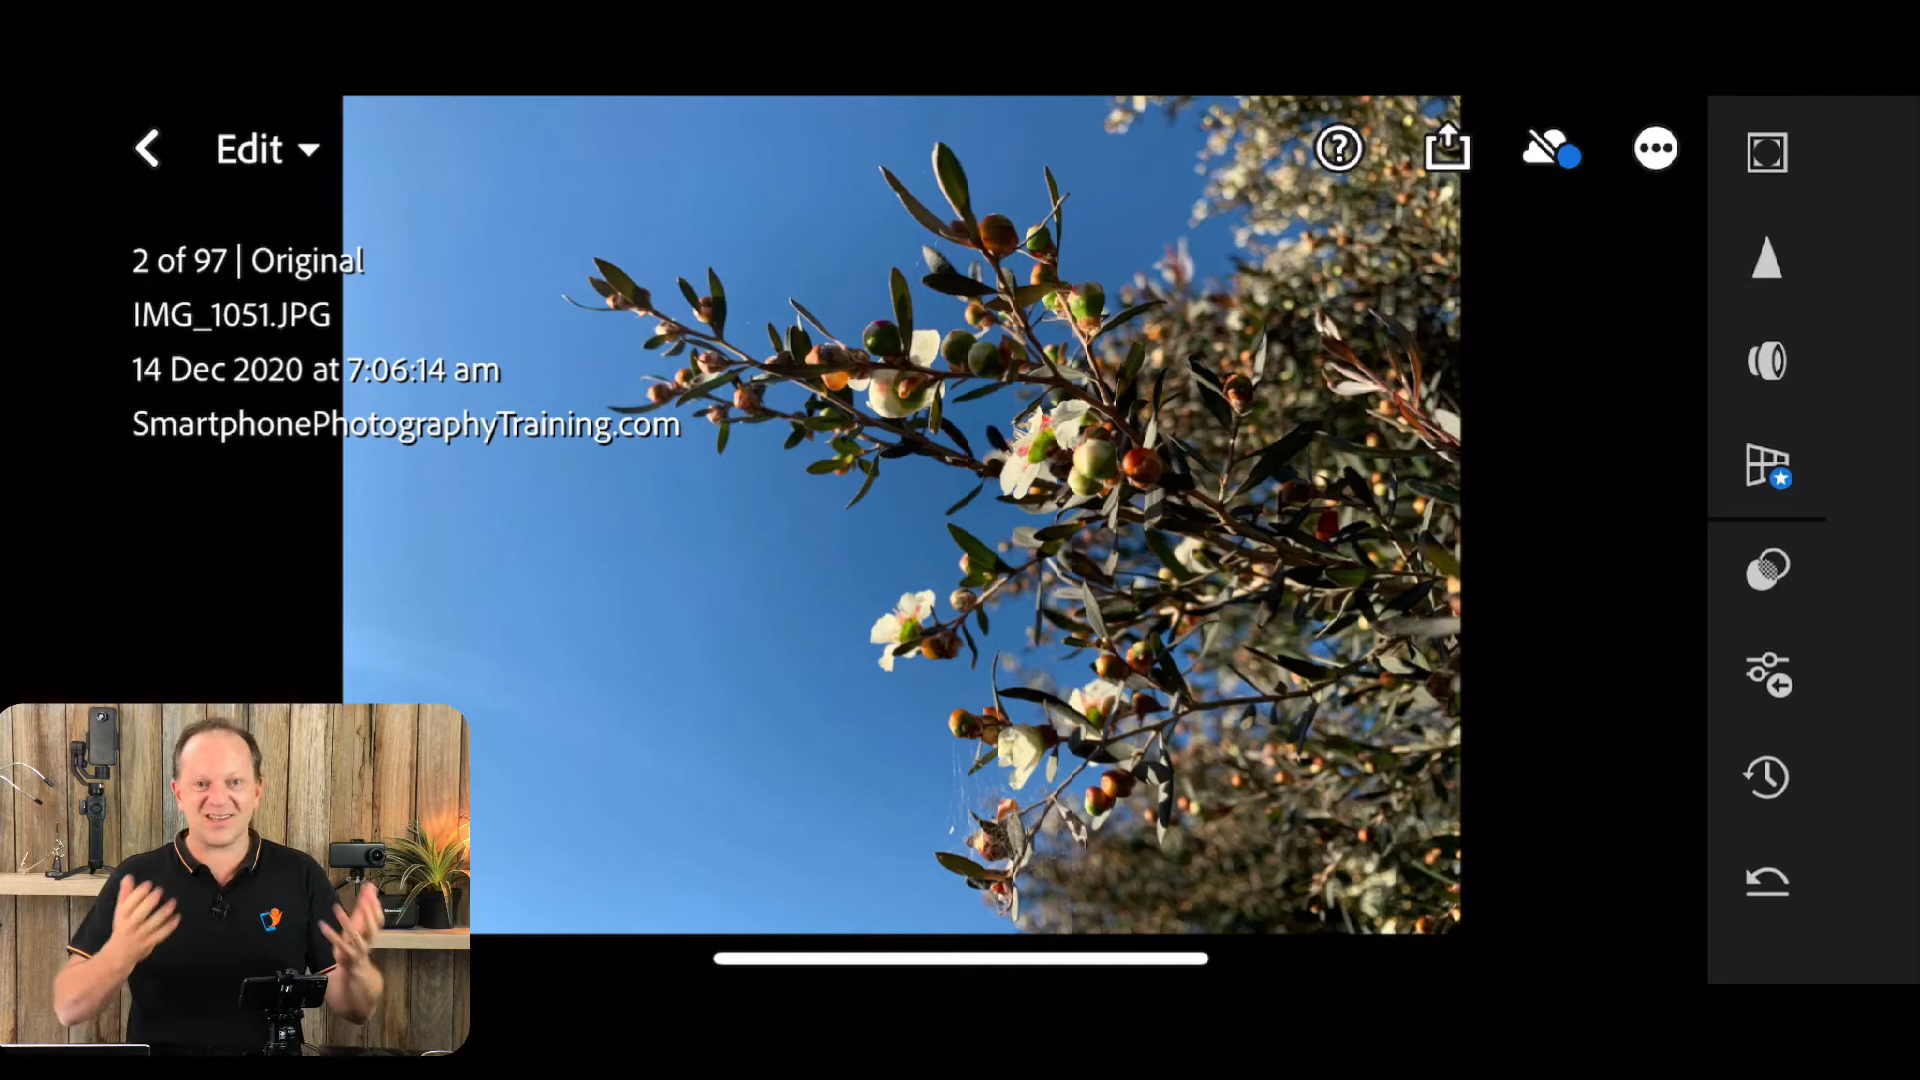 Edit
2 of 97 | Original
IMG_1051.JPG
14 Dec 2020 at 7:06:14 am
SmartphonePhotographyTraining.com